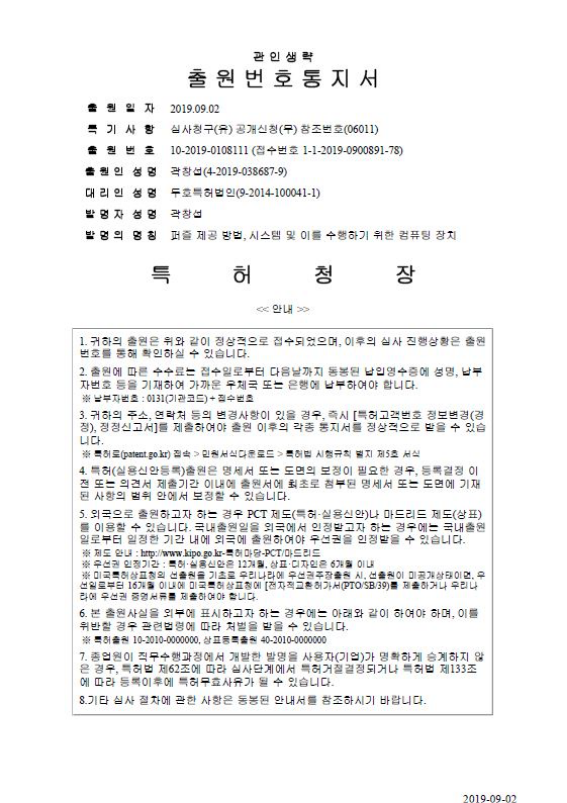 관 인 생 략
출 원 번 호 통 지 서
출 원 일 자 2019.09.02
특 기 사 항 심사청구(유) 공개신청(무) 참조번호(06011)
출 원 번 호 10-2019-0108111 (접수번호 1-1-2019-0900891-78)
출 원 인 성 명 곽창섭(4-2019-038687-9)
대 리 인 성 명 두호특허법인(9-2014-100041-1)
발 명 자 성 명 곽창섭
발 명 의 명 칭 퍼즐 제공 방법, 시스템 및 이를 수행하기 위한 컴퓨팅 장치
특 허 청 장
<< 안내 >>
1. 귀하의 출원은 위와 같이 정상적으로 접수되었으며, 이후의 심사 진행상황은 출원
번호를 통해 확인하실 수 있습니다.
2. 출원에 따른 수수료는 접수일로부터 다음날까지 동봉된 납입영수증에 성명, 납부
자번호 등을 기재하여 가까운 우체국 또는 은행에 납부하여야 합니다.
※ 납부자번호 : 0131(기관코드) + 접수번호
3. 귀하의 주소, 연락처 등의 변경사항이 있을 경우, 즉시 [특허고객번호 정보변경(경
정), 정정신고서]를 제출하여야 출원 이후의 각종 통지서를 정상적으로 받을 수 있습
니다.
※ 특허로(patent.go.kr) 접속 > 민원서식다운로드 > 특허법 시행규칙 별지 제5호 서식
4. 특허(실용신안등록)출원은 명세서 또는 도면의 보정이 필요한 경우, 등록결정 이
전 또는 의견서 제출기간 이내에 출원서에 최초로 첨부된 명세서 또는 도면에 기재
된 사항의 범위 안에서 보정할 수 있습니다.
5. 외국으로 출원하고자 하는 경우 PCT 제도(특허·실용신안)나 마드리드 제도(상표)
를 이용할 수 있습니다. 국내출원일을 외국에서 인정받고자 하는 경우에는 국내출원
일로부터 일정한 기간 내에 외국에 출원하여야 우선권을 인정받을 수 있습니다.
※ 제도 안내 : http://www.kipo.go.kr-특허마당-PCT/마드리드
※ 우선권 인정기간 : 특허·실용신안은 12개월, 상표·디자인은 6개월 이내
※ 미국특허상표청의 선출원을 기초로 우리나라에 우선권주장출원 시, 선출원이 미공개상태이면, 우
선일로부터 16개월 이내에 미국특허상표청에 [전자적교환허가서(PTO/SB/39)를 제출하거나 우리나
라에 우선권 증명서류를 제출하여야 합니다.
6. 본 출원사실을 외부에 표시하고자 하는 경우에는 아래와 같이 하여야 하며, 이를
위반할 경우 관련법령에 따라 처벌을 받을 수 있습니다.
※ 특허출원 10-2010-0000000, 상표등록출원 40-2010-0000000
7. 종업원이 직무수행과정에서 개발한 발명을 사용자(기업)가 명확하게 승계하지 않
은 경우, 특허법 제62조에 따라 심사단계에서 특허거절결정되거나 특허법 제133조
에 따라 등록이후에 특허무효사유가 될 수 있습니다.
8.기타 심사 절차에 관한 사항은 동봉된 안내서를 참조하시기 바랍니다.
2019-09-02